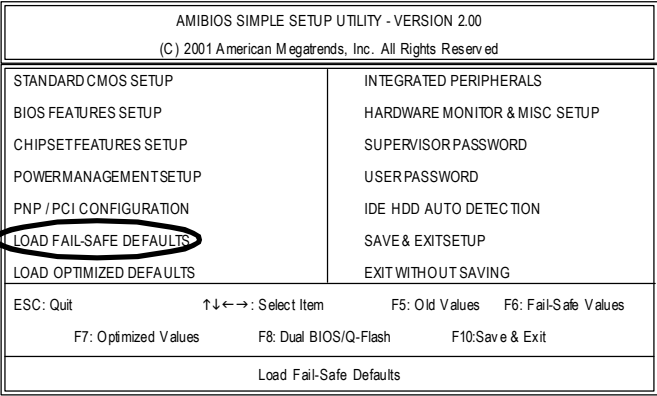 AMIBIOS SIMPLE SETUP UTILITY - VERSION 2.00
(C) 2001 American Megatrends, Inc. All Rights Reserved
STANDARD CMOS SETUP
BIOS FEATURES SETUP
CHIPSET FEATURES SETUP
POWER MANAGEMENT SETUP
PNP / PCI CONFIGURATION
LOAD FAIL-SAFE DEFAULTS
LOAD OPTIMIZED DEFAULTS
INTEGRATED PERIPHERALS
HARDWARE MONITOR & MISC SETUP
SUPERVISOR PASSWORD
USER PASSWORD
IDE HDD AUTO DETECTION
SAVE & EXIT SETUP
EXIT WITHOUT SAVING
ESC: Quit ↑↓←→: Select Item F5: Old Values F6: Fail-Safe Values
F7: Optimized Values F8: Dual BIOS/Q-Flash F10:Save & Exit
Load Fail-Safe Defaults